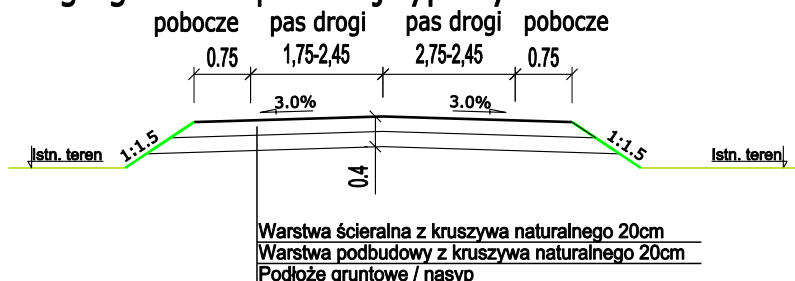 pobocze pas drogi pas drogi pobocze
0.75 1,75-2,45 2,75-2,45 0.75
3.0% 3.0%
1:1.5 1:1.5
Istn. teren Istn. teren
0.4
Warstwa ścieralna z kruszywa naturalnego 20cm
Warstwa podbudowy z kruszywa naturalnego 20cm
Podłoże gruntowe / nasyp